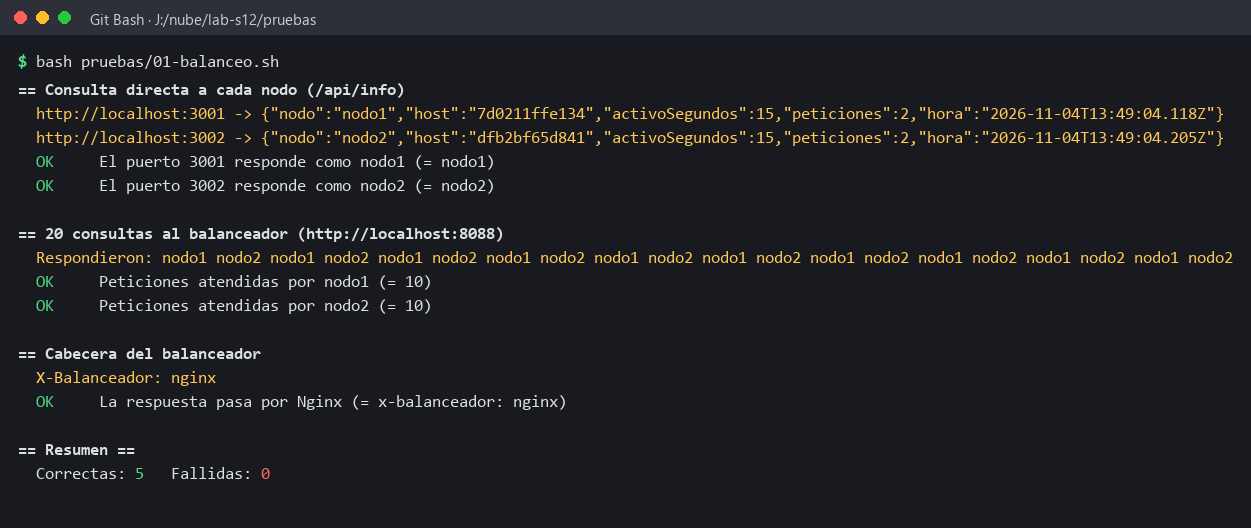 Git Bash · J:/nube/lab-s12/pruebas
$ bash pruebas/01-balanceo.sh
== Consulta directa a cada nodo (/api/info)
http://localhost:3001 -> {"nodo":"nodo1","host":"7d0211ffe134","activoSegundos":15,"peticiones":2,"hora":"2026-11-04T13:49:04.118Z"}
http://localhost:3002 -> {"nodo":"nodo2","host":"dfb2bf65d841","activoSegundos":15,"peticiones":2,"hora":"2026-11-04T13:49:04.205Z"}
OK El puerto 3001 responde como nodo1 (= nodo1)
OK El puerto 3002 responde como nodo2 (= nodo2)
== 20 consultas al balanceador (http://localhost:8088)
Respondieron: nodo1 nodo2 nodo1 nodo2 nodo1 nodo2 nodo1 nodo2 nodo1 nodo2 nodo1 nodo2 nodo1 nodo2 nodo1 nodo2 nodo1 nodo2 nodo1 nodo2
OK Peticiones atendidas por nodo1 (= 10)
OK Peticiones atendidas por nodo2 (= 10)
== Cabecera del balanceador
X-Balanceador: nginx
OK La respuesta pasa por Nginx (= x-balanceador: nginx)
== Resumen ==
Correctas: 5 Fallidas: 0